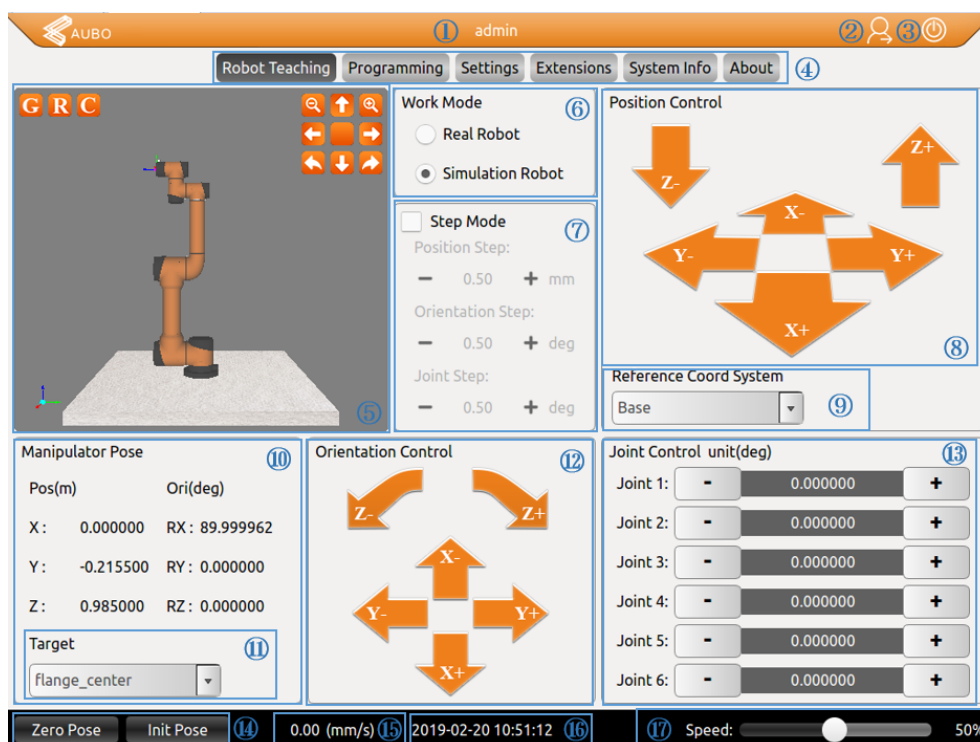 AUBO ① admin ② ③
Robot Teaching Programming Settings Extensions System Info About ④
G R C
⑤
Work Mode ⑥
Real Robot
Simulation Robot
Step Mode ⑦
Position Step:
− 0.50 + mm
Orientation Step:
− 0.50 + deg
Joint Step:
− 0.50 + deg
Position Control
Z- Z+
X-
Y- Y+
X+
⑧
Reference Coord System
Base ⑨
Manipulator Pose ⑩
Pos(m) Ori(deg)
X : 0.000000 RX : 89.999962
Y : -0.215500 RY : 0.000000
Z : 0.985000 RZ : 0.000000
Target ⑪
flange_center
Orientation Control ⑫
Z- Z+
X-
Y- Y+
X+
Joint Control unit(deg) ⑬
Joint 1: - 0.000000 +
Joint 2: - 0.000000 +
Joint 3: - 0.000000 +
Joint 4: - 0.000000 +
Joint 5: - 0.000000 +
Joint 6: - 0.000000 +
Zero Pose Init Pose ⑭ 0.00 (mm/s) ⑮ 2019-02-20 10:51:12 ⑯ ⑰ Speed: 50%